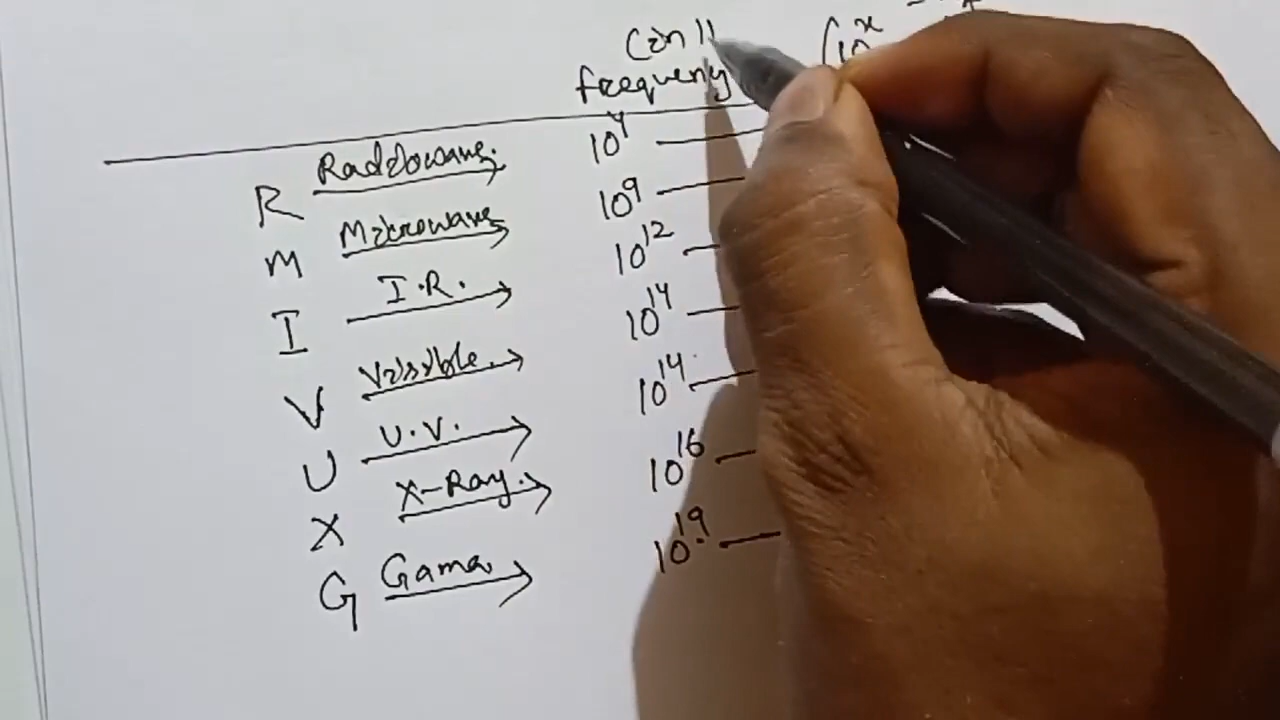 (in
frequency
(10^x
R Radiowave. 10^4
M Microwave 10^9
I I.R. 10^12
V Visible. 10^14
U U.V. 10^14
X X-Ray. 10^16
G Gama 10^19